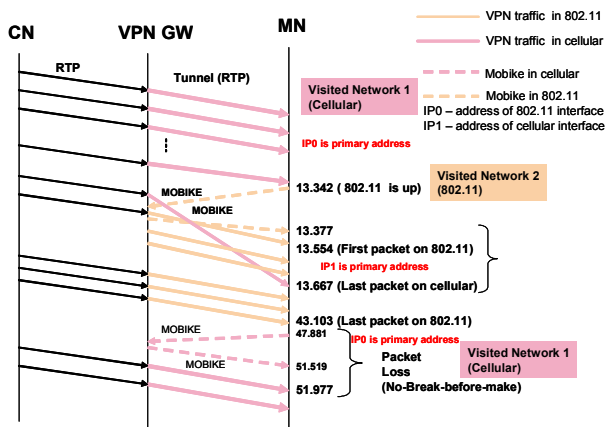 CN
VPN GW
MN
VPN traffic in 802.11
VPN traffic in cellular
Mobike in cellular
Mobike in 802.11
IP0 – address of 802.11 interface
IP1 – address of cellular interface
RTP
Tunnel (RTP)
Visited Network 1
(Cellular)
IP0 is primary address
MOBIKE
MOBIKE
13.342 ( 802.11 is up)
Visited Network 2
(802.11)
13.377
13.554 (First packet on 802.11)
IP1 is primary address
13.667 (Last packet on cellular)
43.103 (Last packet on 802.11)
MOBIKE
47.881
IP0 is primary address
MOBIKE
51.519
51.977
Packet
Loss
(No-Break-before-make)
Visited Network 1
(Cellular)